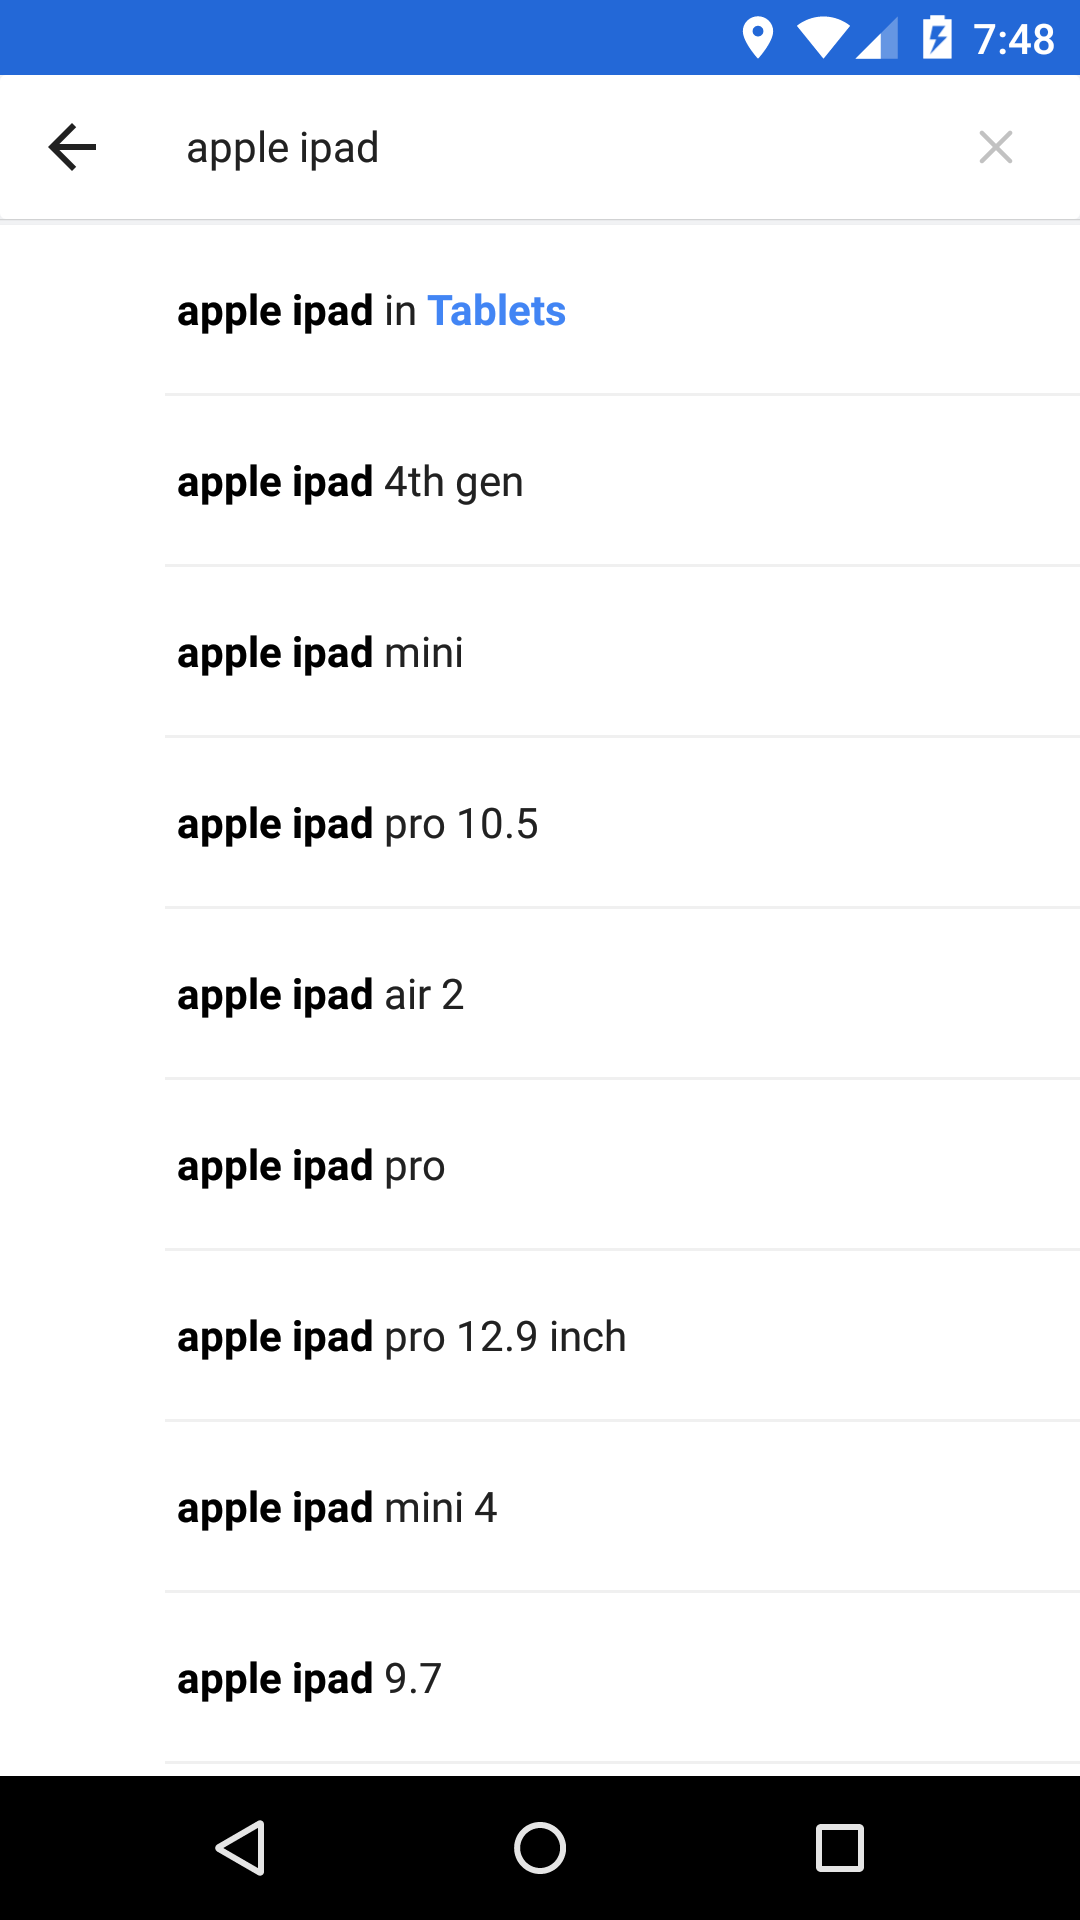 7:48
apple ipad
apple ipad in Tablets
apple ipad 4th gen
apple ipad mini
apple ipad pro 10.5
apple ipad air 2
apple ipad pro
apple ipad pro 12.9 inch
apple ipad mini 4
apple ipad 9.7